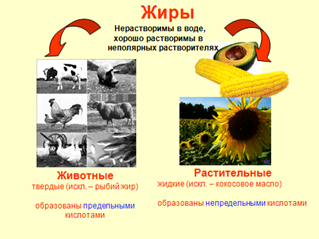 Жиры
Нерастворимы в воде,
хорошо растворимы в
неполярных растворителях
Животные
твердые (искл. – рыбий жир)
образованы предельными
кислотами
Растительные
жидкие (искл. – кокосовое масло)
образованы непредельными кислотами